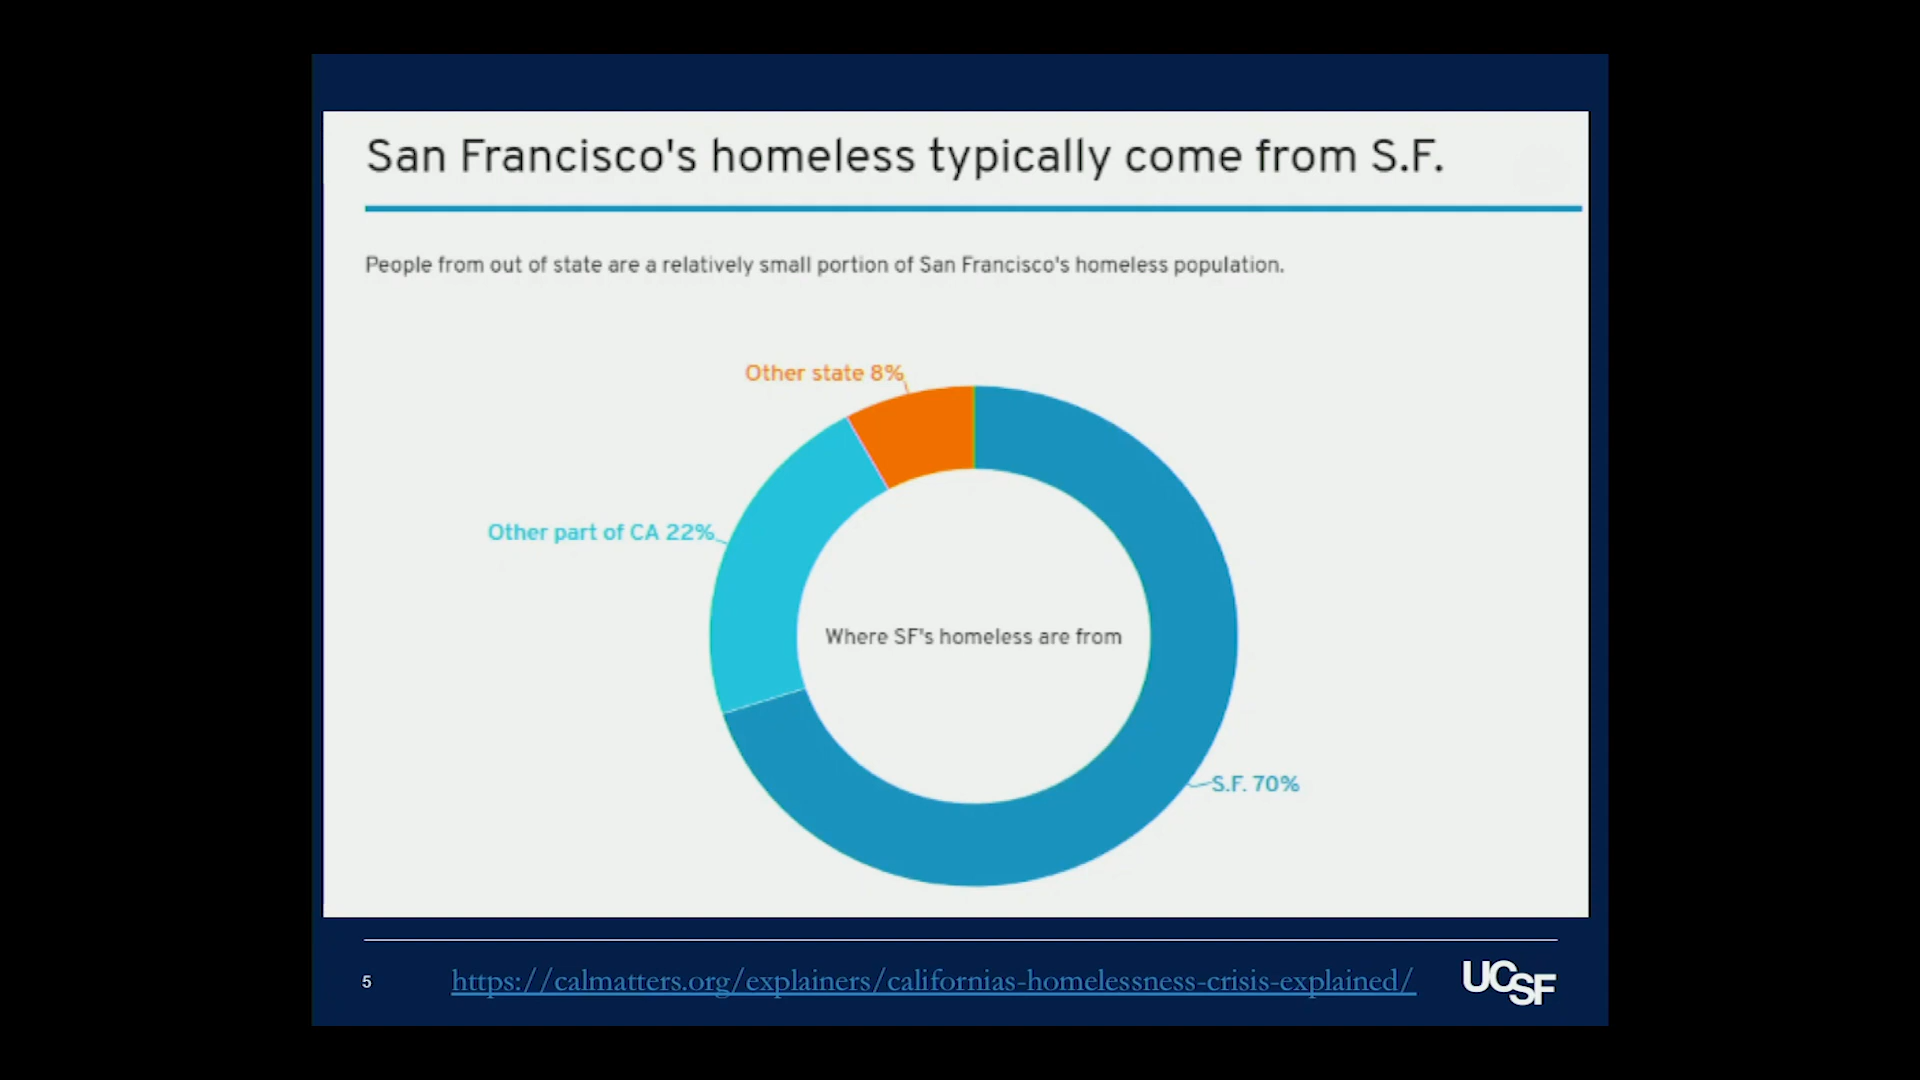 San Francisco's homeless typically come from S.F.
People from out of state are a relatively small portion of San Francisco's homeless population.
Other state 8%
Other part of CA 22%
Where SF's homeless are from
S.F. 70%
5
https://calmatters.org/explainers/californias-homelessness-crisis-explained/
UCSF